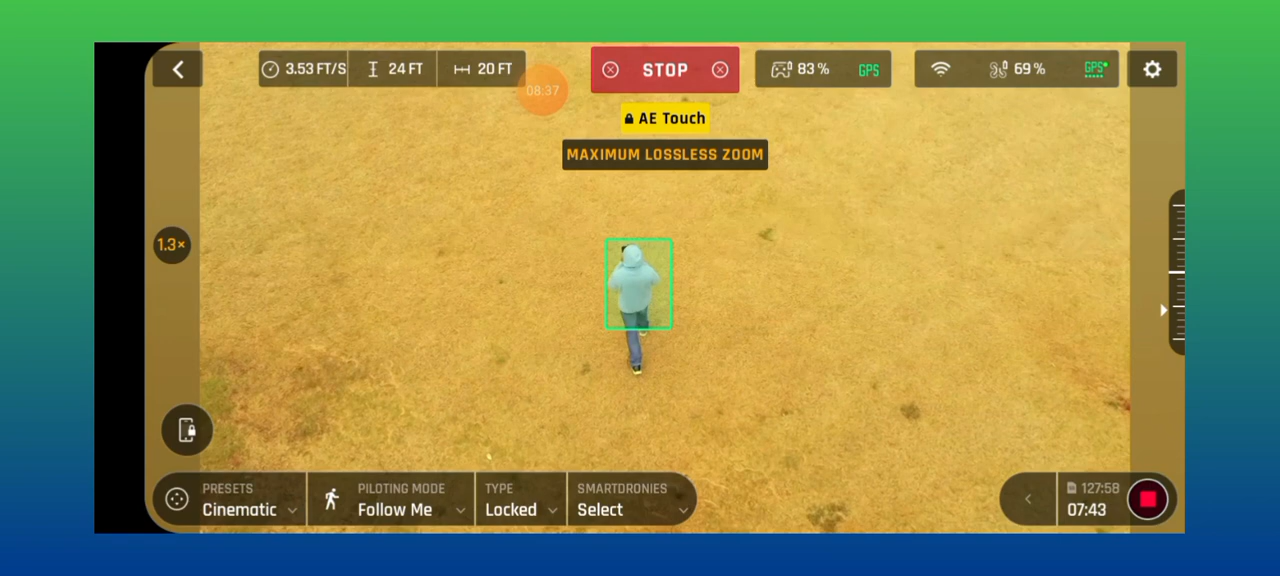 3.53 FT/S
24 FT
20 FT
08:37
STOP
83 %
GPS
69 %
GPS
AE Touch
MAXIMUM LOSSLESS ZOOM
1.3×
PRESETS
Cinematic
PILOTING MODE
Follow Me
TYPE
Locked
SMARTDRONIES
Select
127:58
07:43